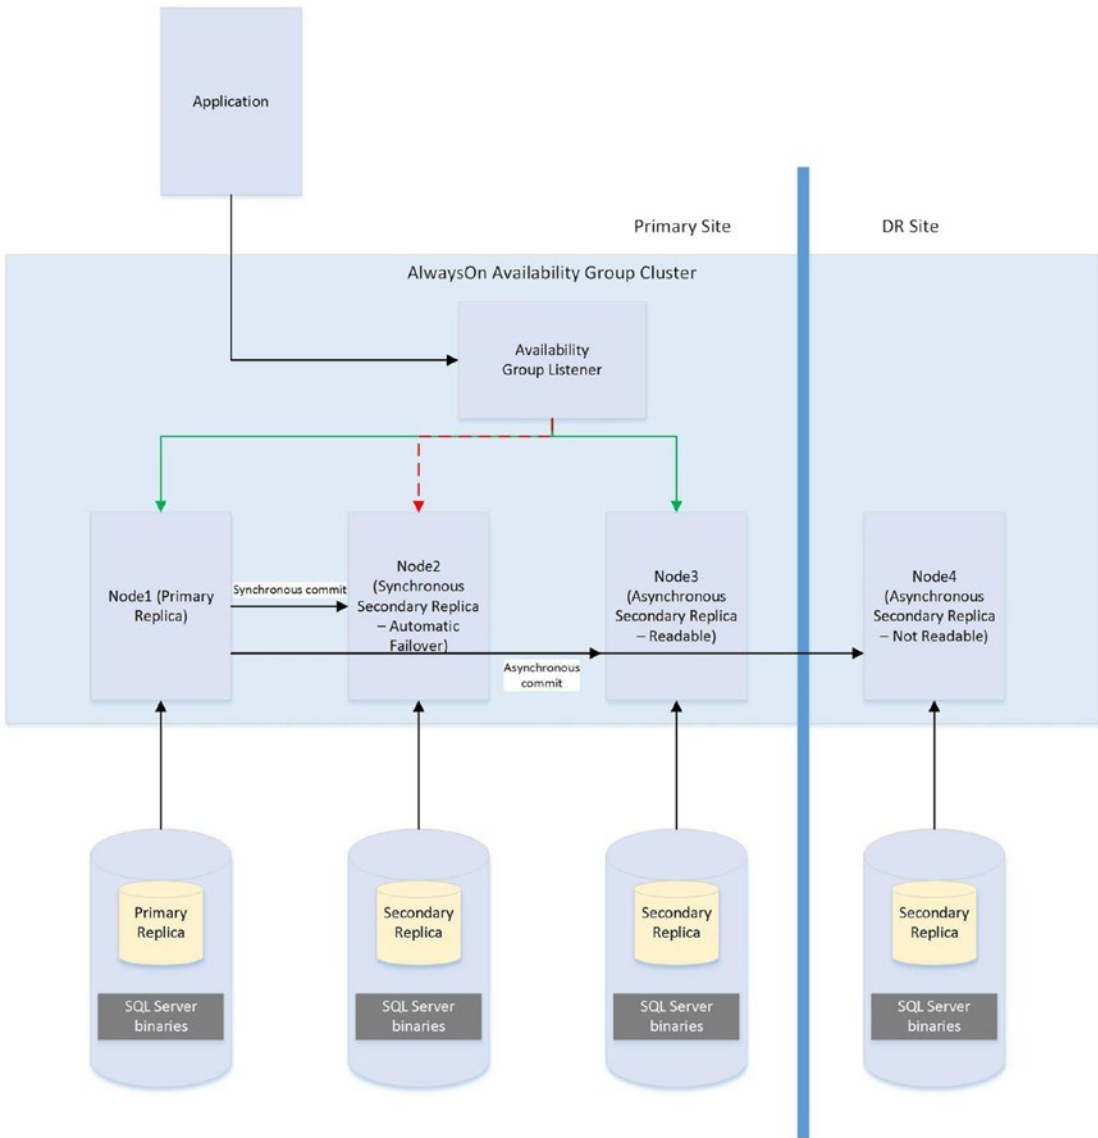 Application
Primary Site
DR Site
AlwaysOn Availability Group Cluster
Availability
Group Listener
Node1 (Primary
Replica)
Synchronous commit
Node2
(Synchronous
Secondary Replica
– Automatic
Failover)
Node3
(Asynchronous
Secondary Replica
– Readable)
Node4
(Asynchronous
Secondary Replica
– Not Readable)
Asynchronous
commit
Primary
Replica
SQL Server
binaries
Secondary
Replica
SQL Server
binaries
Secondary
Replica
SQL Server
binaries
Secondary
Replica
SQL Server
binaries